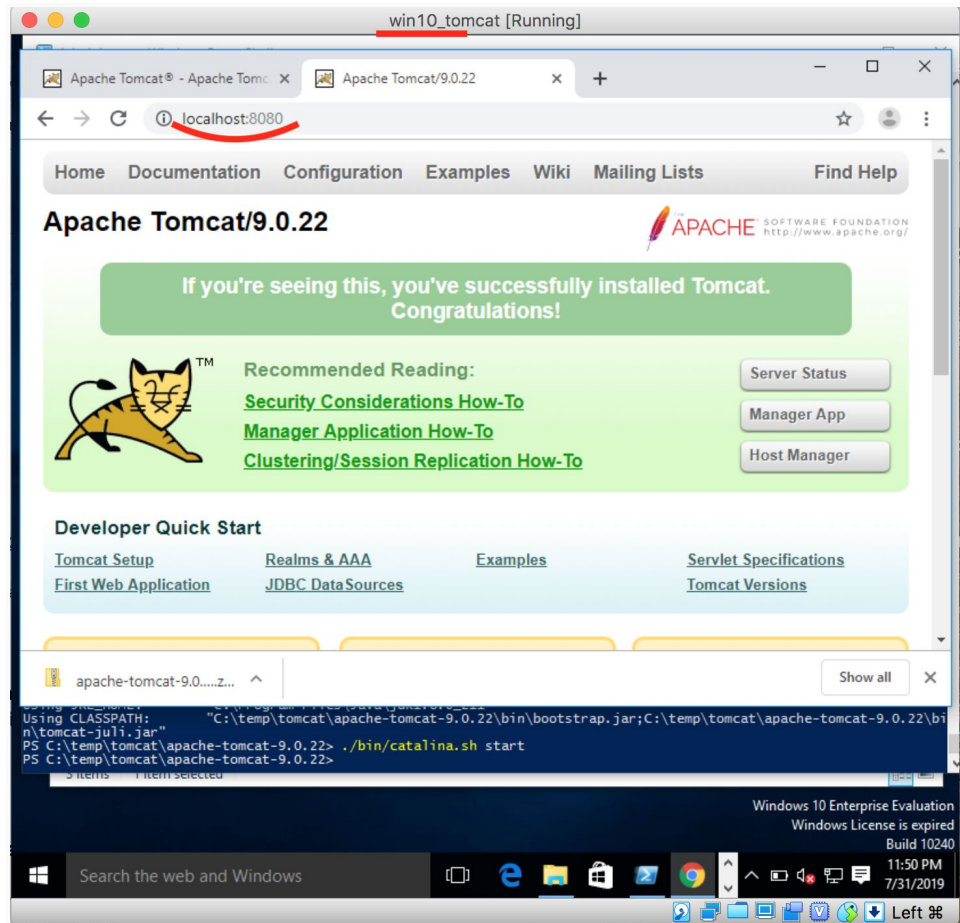 win10_tomcat [Running]
Apache Tomcat® - Apache Tomc
Apache Tomcat/9.0.22
localhost:8080
Home Documentation Configuration Examples Wiki Mailing Lists Find Help
Apache Tomcat/9.0.22
THE APACHE SOFTWARE FOUNDATION
http://www.apache.org/
If you're seeing this, you've successfully installed Tomcat.
Congratulations!
TM
Recommended Reading:
Security Considerations How-To
Manager Application How-To
Clustering/Session Replication How-To
Server Status
Manager App
Host Manager
Developer Quick Start
Tomcat Setup Realms & AAA Examples Servlet Specifications
First Web Application JDBC DataSources Tomcat Versions
apache-tomcat-9.0.....z...
Show all
Using CLASSPATH: "C:\temp\tomcat\apache-tomcat-9.0.22\bin\bootstrap.jar;C:\temp\tomcat\apache-tomcat-9.0.22\bi
n\tomcat-juli.jar"
PS C:\temp\tomcat\apache-tomcat-9.0.22> ./bin/catalina.sh start
PS C:\temp\tomcat\apache-tomcat-9.0.22>
3 items 1 item selected
Windows 10 Enterprise Evaluation
Windows License is expired
Build 10240
Search the web and Windows
11:50 PM
7/31/2019
Left ⌘